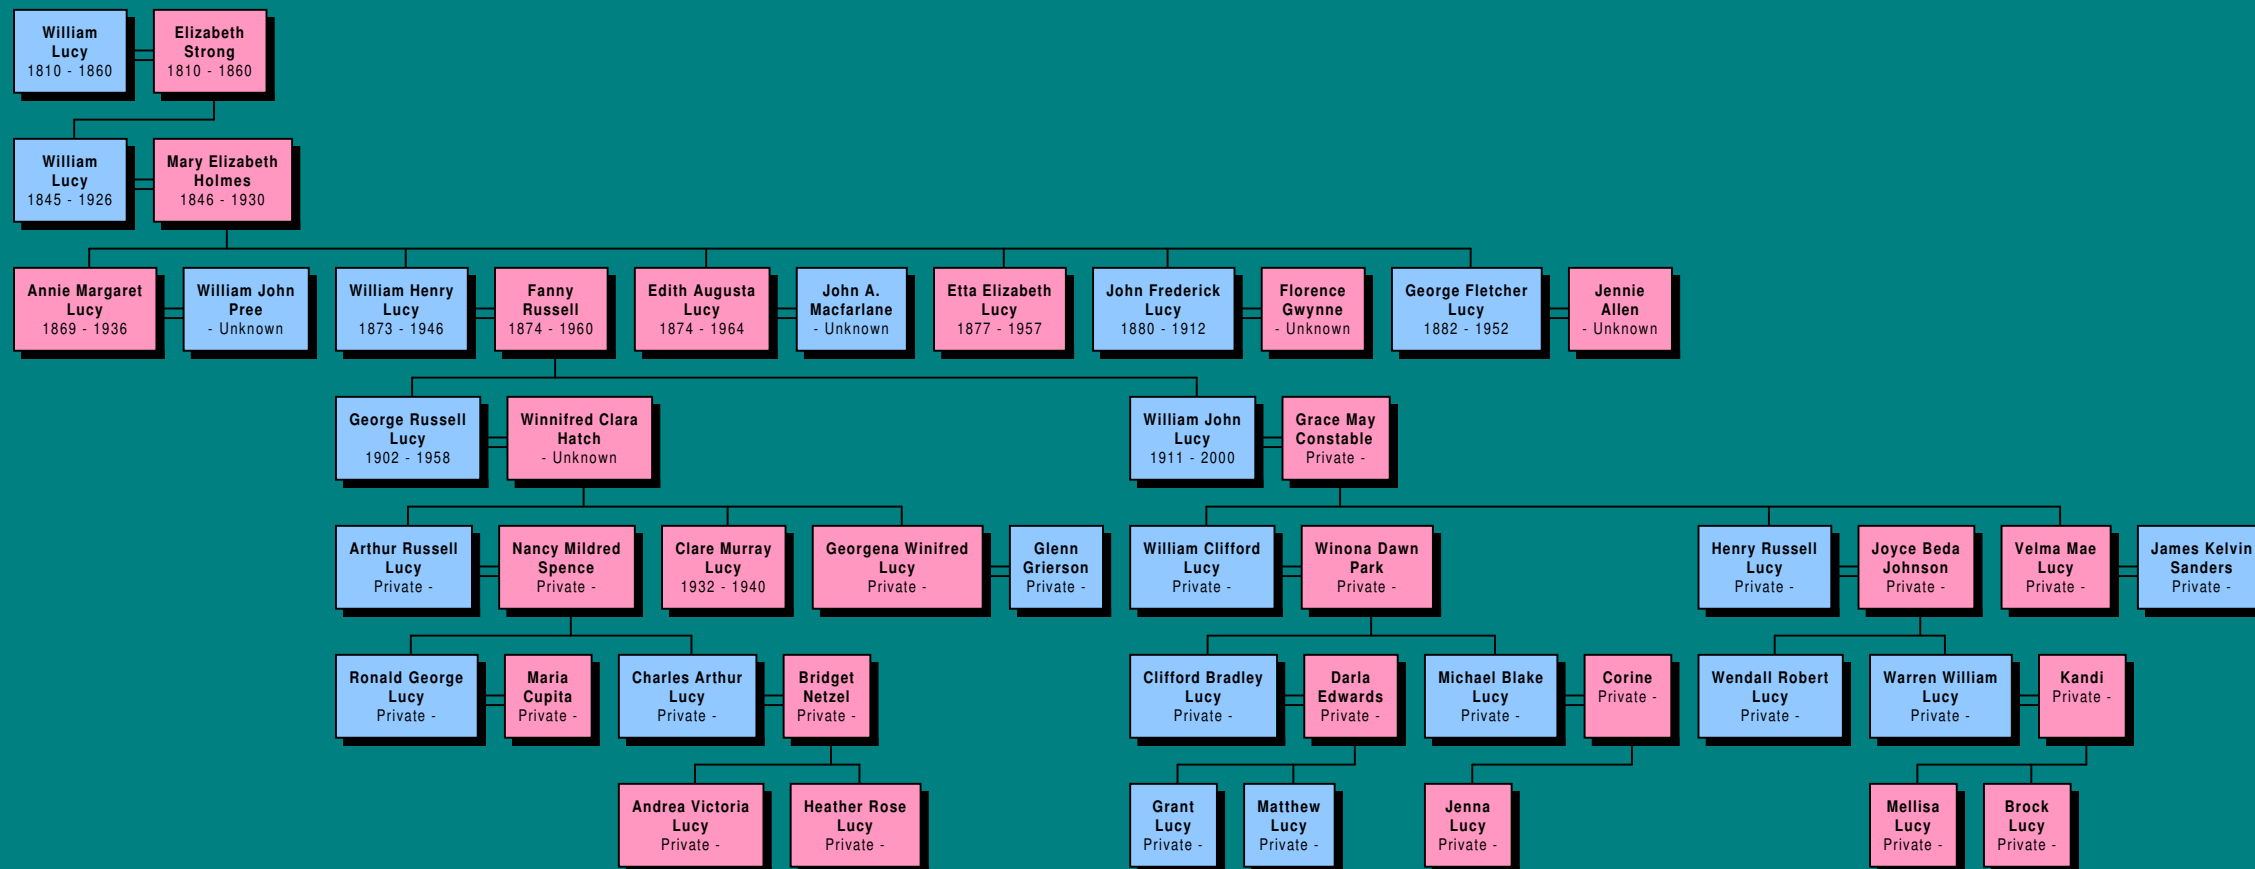 William
Lucy
1810 - 1860
Elizabeth
Strong
1810 - 1860
William
Lucy
1845 - 1926
Mary Elizabeth
Holmes
1846 - 1930
Annie Margaret
Lucy
1869 - 1936
William John
Pree
- Unknown
William Henry
Lucy
1873 - 1946
Fanny
Russell
1874 - 1960
Edith Augusta
Lucy
1874 - 1964
John A.
Macfarlane
- Unknown
Etta Elizabeth
Lucy
1877 - 1957
John Frederick
Lucy
1880 - 1912
Florence
Gwynne
- Unknown
George Fletcher
Lucy
1882 - 1952
Jennie
Allen
- Unknown
George Russell
Lucy
1902 - 1958
Winnifred Clara
Hatch
- Unknown
William John
Lucy
1911 - 2000
Grace May
Constable
Private -
Arthur Russell
Lucy
Private -
Nancy Mildred
Spence
Private -
Clare Murray
Lucy
1932 - 1940
Georgena Winifred
Lucy
Private -
Glenn
Grierson
Private -
William Clifford
Lucy
Private -
Winona Dawn
Park
Private -
Henry Russell
Lucy
Private -
Joyce Beda
Johnson
Private -
Velma Mae
Lucy
Private -
James Kelvin
Sanders
Private -
Ronald George
Lucy
Private -
Maria
Cupita
Private -
Charles Arthur
Lucy
Private -
Bridget
Netzel
Private -
Clifford Bradley
Lucy
Private -
Darla
Edwards
Private -
Michael Blake
Lucy
Private -
Corine
Private -
Wendall Robert
Lucy
Private -
Warren William
Lucy
Private -
Kandi
Private -
Andrea Victoria
Lucy
Private -
Heather Rose
Lucy
Private -
Grant
Lucy
Private -
Matthew
Lucy
Private -
Jenna
Lucy
Private -
Mellisa
Lucy
Private -
Brock
Lucy
Private -